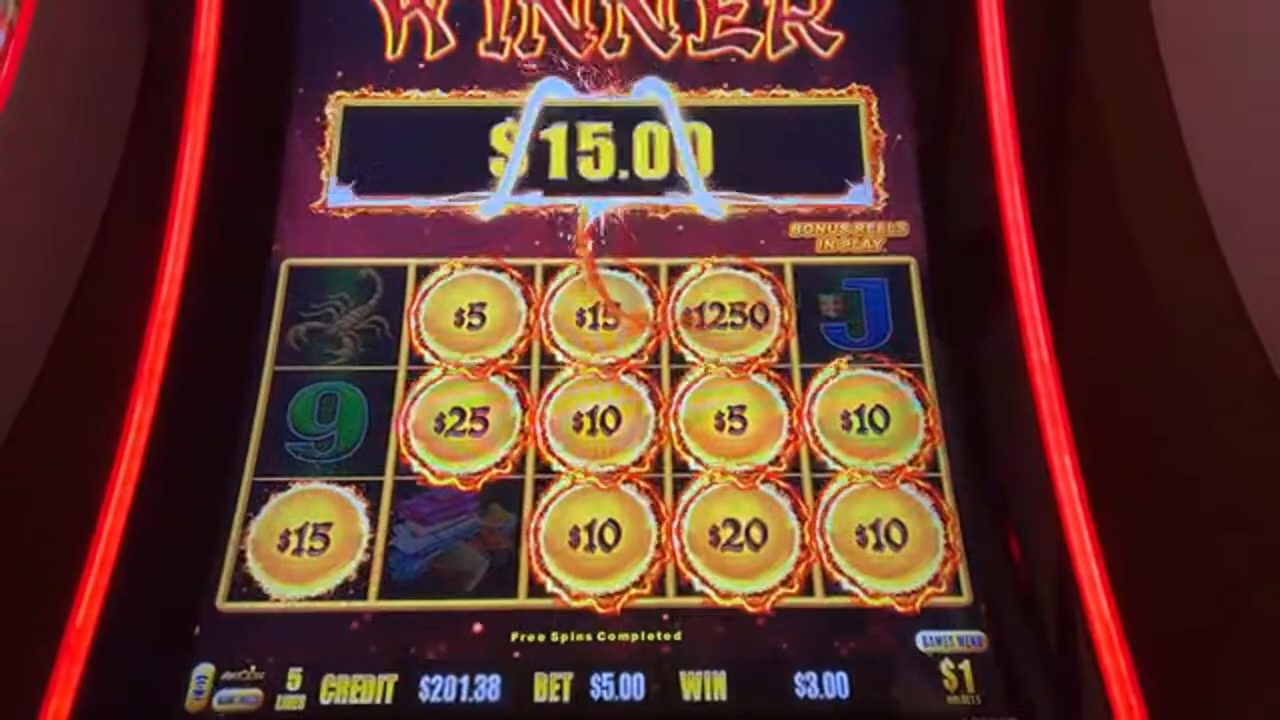 WINNER
$15.00
BONUS REELS
IN PLAY
$5 $15 $1250 J
9 $25 $10 $5 $10
$15 $10 $20 $10
Free Spins Completed
GAMES MENU
5 LINES CREDIT $201.38 BET $5.00 WIN $3.00 $1